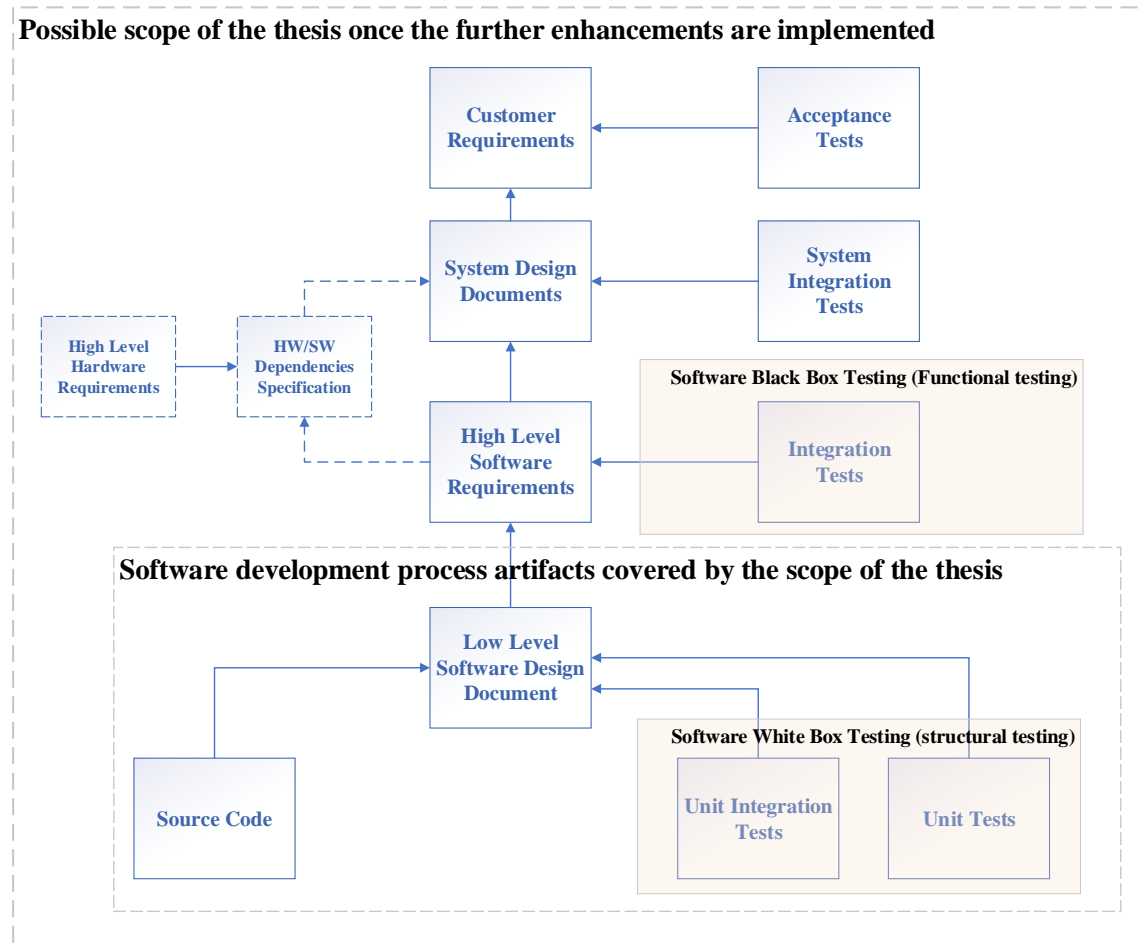 Possible scope of the thesis once the further enhancements are implemented
Customer
Requirements
Acceptance
Tests
System Design
Documents
System
Integration
Tests
High Level
Hardware
Requirements
HW/SW
Dependencies
Specification
Software Black Box Testing (Functional testing)
High Level
Software
Requirements
Integration
Tests
Software development process artifacts covered by the scope of the thesis
Low Level
Software Design
Document
Software White Box Testing (structural testing)
Source Code
Unit Integration
Tests
Unit Tests